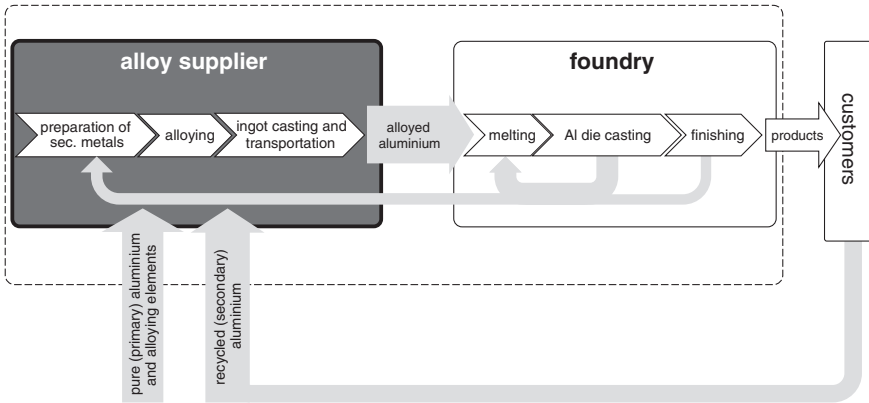 alloy supplier
foundry
preparation of
sec. metals
alloying
ingot casting and
transportation
alloyed
aluminium
melting
Al die casting
finishing
products
customers
pure (primary) aluminium
and alloying elements
recycled (secondary)
aluminium